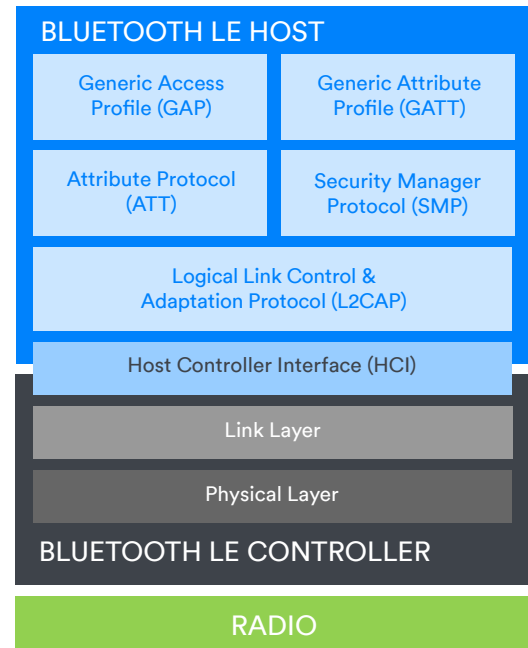 BLUETOOTH LE HOST
Generic Access
Profile (GAP)
Generic Attribute
Profile (GATT)
Attribute Protocol
(ATT)
Security Manager
Protocol (SMP)
Logical Link Control &
Adaptation Protocol (L2CAP)
Host Controller Interface (HCI)
Link Layer
Physical Layer
BLUETOOTH LE CONTROLLER
RADIO